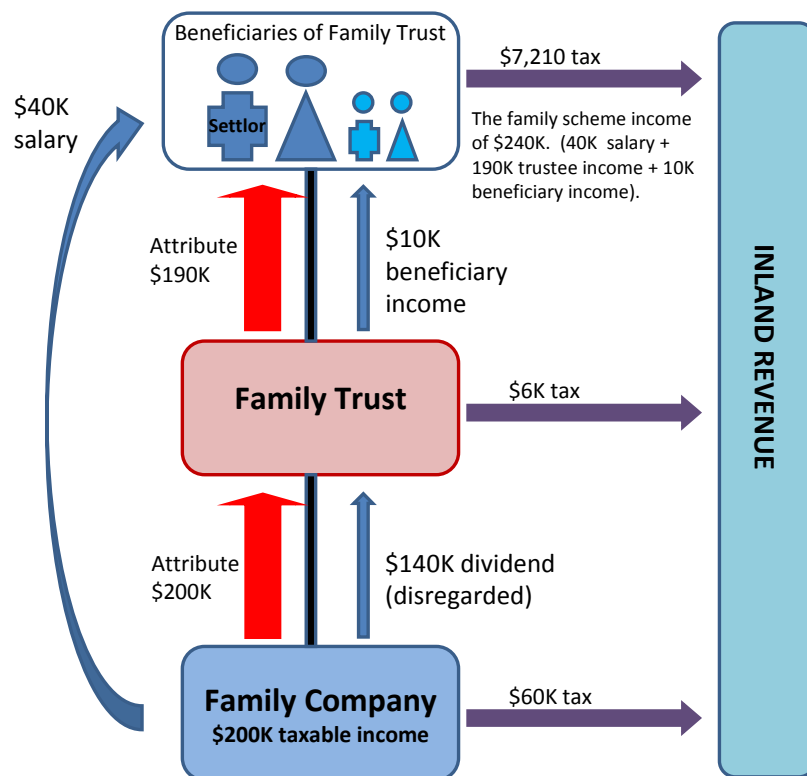 Beneficiaries of Family Trust
Settlor
$40K
salary
$7,210 tax
The family scheme income
of $240K.  (40K  salary +
190K trustee income + 10K
beneficiary income).
Attribute
$190K
$10K
beneficiary
income
Family Trust
$6K tax
INLAND REVENUE
Attribute
$200K
$140K dividend
(disregarded)
Family Company
$200K taxable income
$60K tax